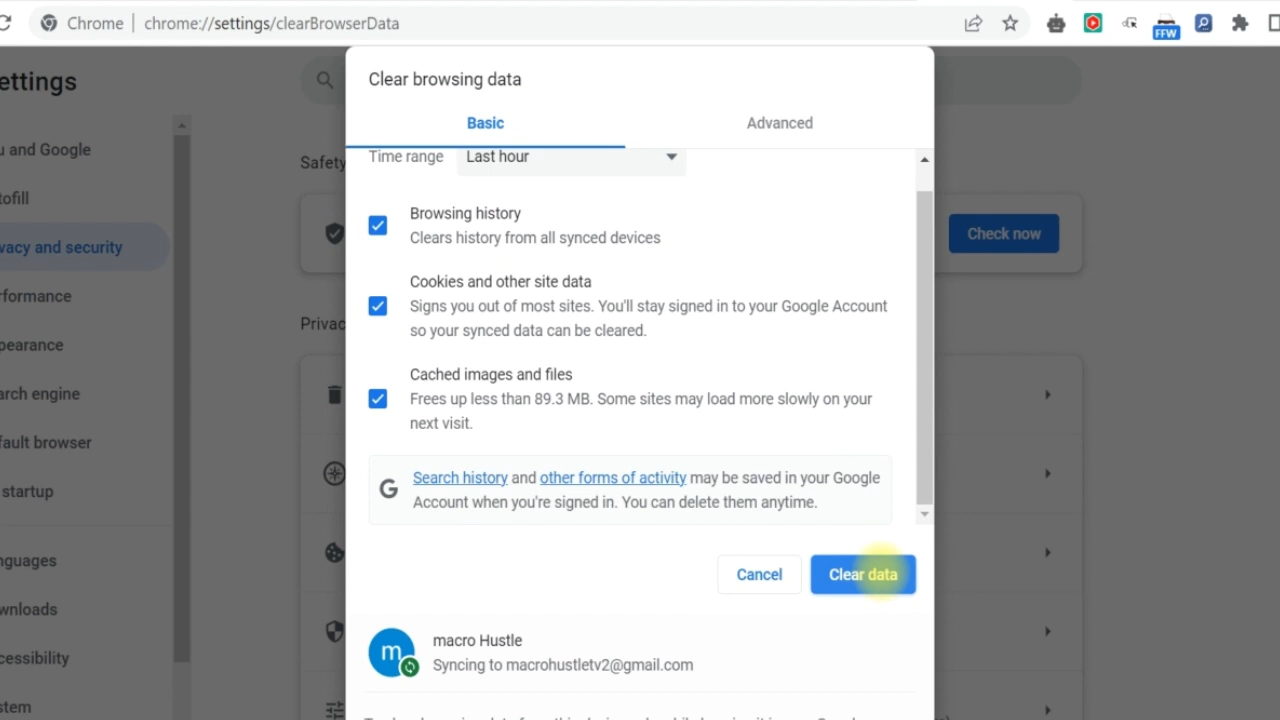 Chrome | chrome://settings/clearBrowserData
FFW
ettings
Clear browsing data
Basic
Advanced
Time range
Last hour
Browsing history
Clears history from all synced devices
Cookies and other site data
Signs you out of most sites. You'll stay signed in to your Google Account
so your synced data can be cleared.
Cached images and files
Frees up less than 89.3 MB. Some sites may load more slowly on your
next visit.
G
Search history and other forms of activity may be saved in your Google
Account when you're signed in. You can delete them anytime.
Cancel
Clear data
m
macro Hustle
Syncing to macrohustletv2@gmail.com
u and Google
tofill
vacy and security
rformance
pearance
arch engine
fault browser
startup
nguages
wnloads
cessibility
stem
Safety
Check now
Privac